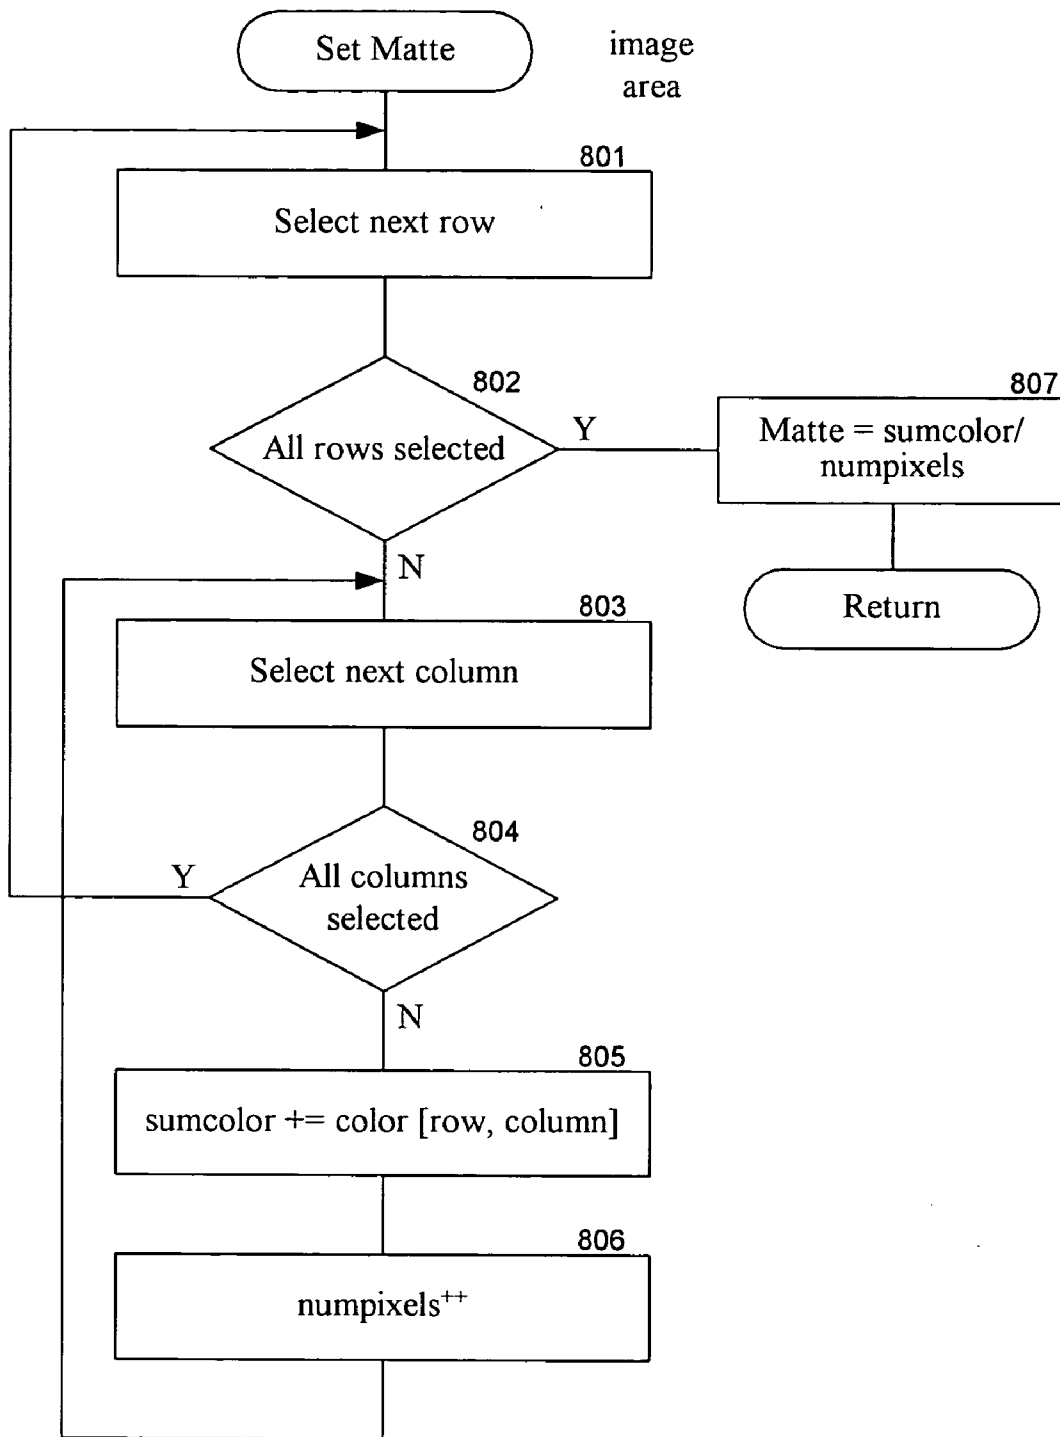 Set Matte
image
area
801
Select next row
802
All rows selected
Y
807
Matte = sumcolor/
numpixels
Return
N
803
Select next column
804
All columns
selected
Y
N
805
sumcolor += color [row, column]
806
numpixels++